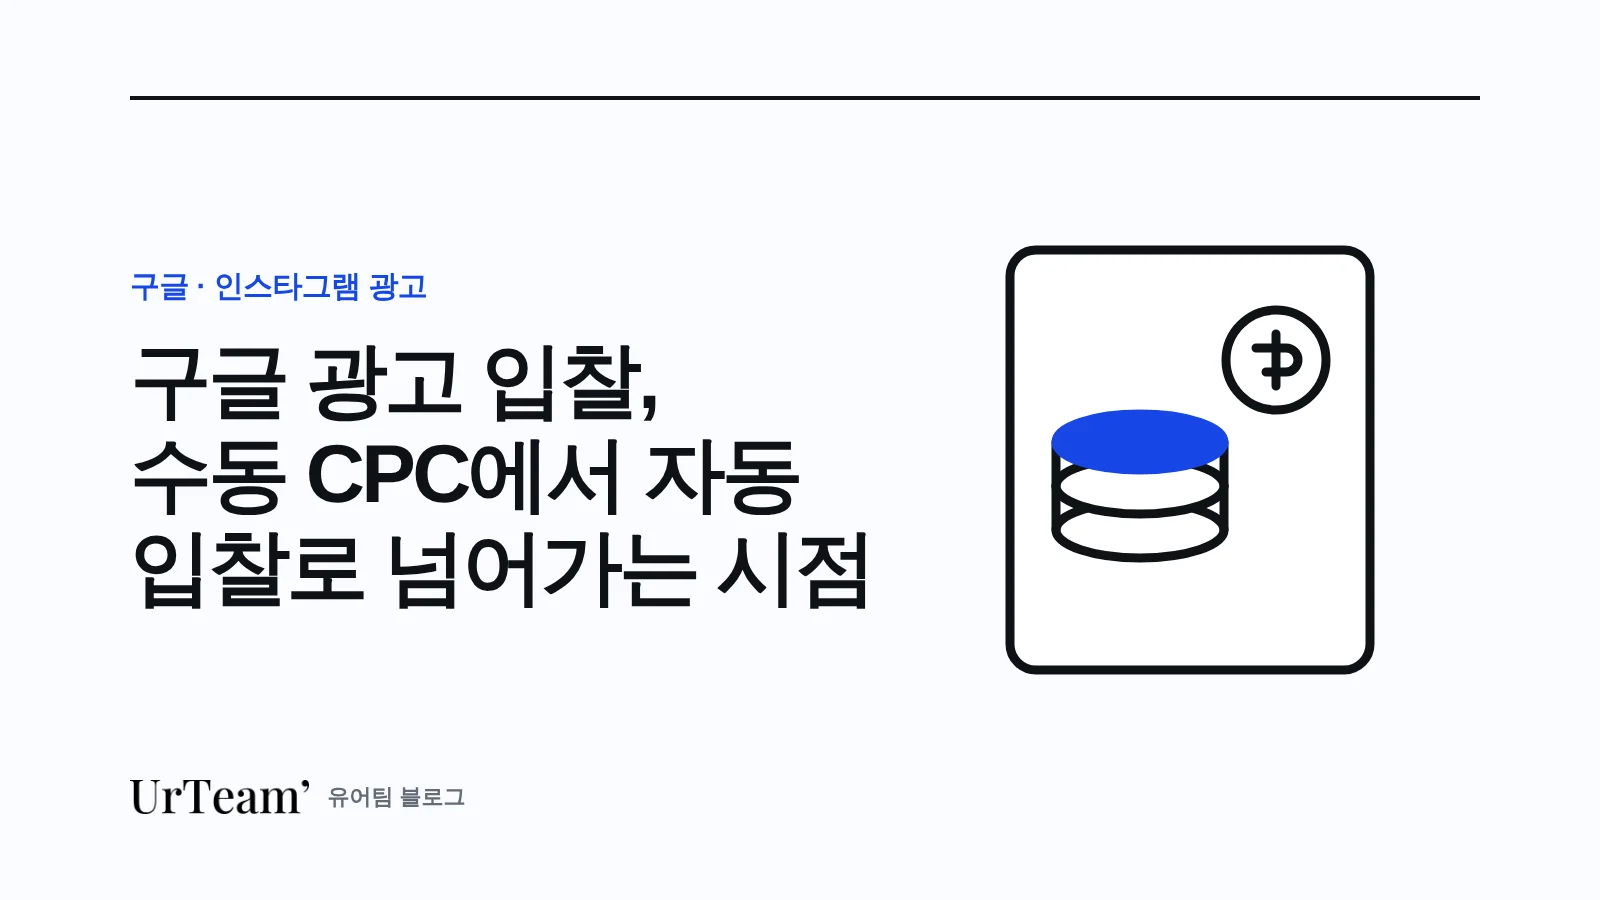 구글 · 인스타그램 광고
구글 광고 입찰,
수동 CPC에서 자동
입찰로 넘어가는 시점
UrTeam’ 유어팀 블로그